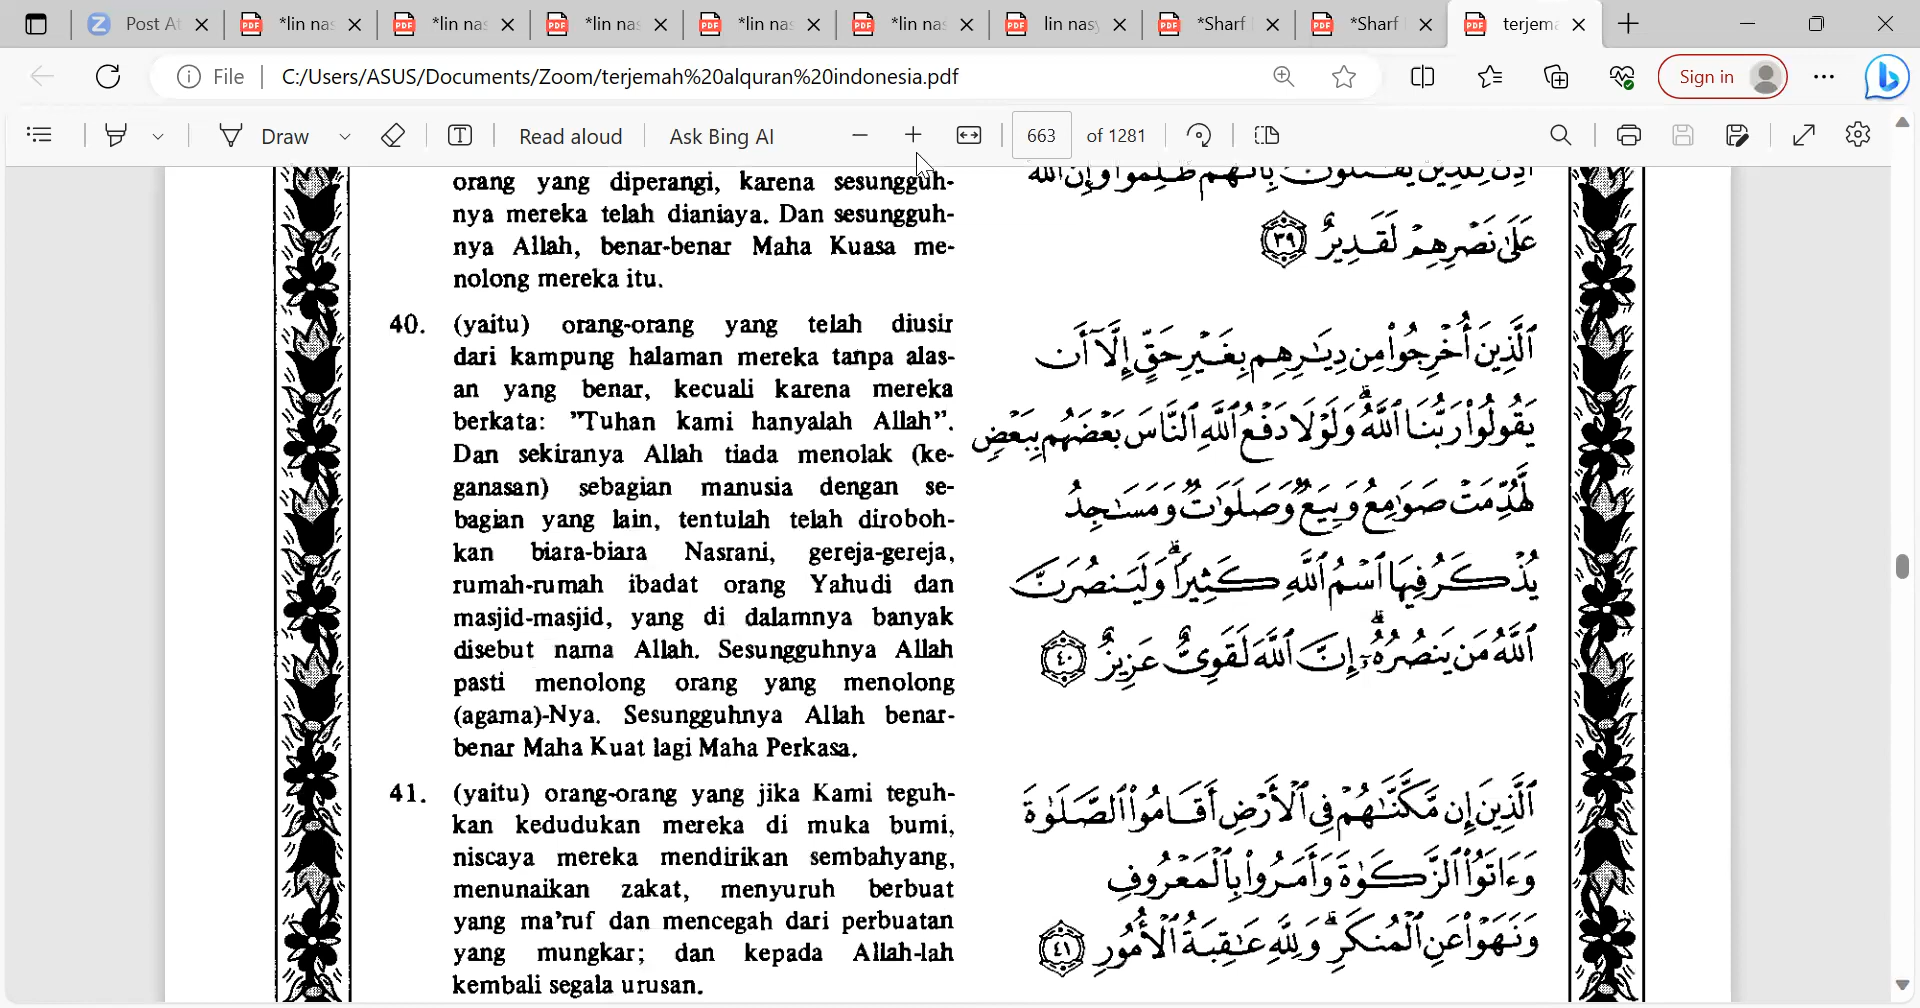 Post At
*lin nas
*lin nas
*lin nas
*lin nas
*lin nas
lin nasy
*Sharf
*Sharf
terjema
File
C:/Users/ASUS/Documents/Zoom/terjemah%20alquran%20indonesia.pdf
Sign in
Draw
Read aloud
Ask Bing AI
663
of 1281
orang yang diperangi, karena sesungguh-
nya mereka telah dianiaya. Dan sesungguh-
nya Allah, benar-benar Maha Kuasa me-
nolong mereka itu.
40. (yaitu) orang-orang yang telah diusir
dari kampung halaman mereka tanpa alas-
an yang benar, kecuali karena mereka
berkata: ”Tuhan kami hanyalah Allah”.
Dan sekiranya Allah tiada menolak (ke-
ganasan) sebagian manusia dengan se-
bagian yang lain, tentulah telah diroboh-
kan biara-biara Nasrani, gereja-gereja,
rumah-rumah ibadat orang Yahudi dan
masjid-masjid, yang di dalamnya banyak
disebut nama Allah. Sesungguhnya Allah
pasti menolong orang yang menolong
(agama)-Nya. Sesungguhnya Allah benar-
benar Maha Kuat lagi Maha Perkasa.
41. (yaitu) orang-orang yang jika Kami teguh-
kan kedudukan mereka di muka bumi,
niscaya mereka mendirikan sembahyang,
menunaikan zakat, menyuruh berbuat
yang ma’ruf dan mencegah dari perbuatan
yang mungkar; dan kepada Allah-lah
kembali segala urusan.
أُذِنَ لِلَّذِينَ يُقَٰتَلُونَ بِأَنَّهُمْ ظُلِمُوا۟ وَإِنَّ ٱللَّهَ
عَلَىٰ نَصْرِهِمْ لَقَدِيرٌ ٣٩
ٱلَّذِينَ أُخْرِجُوا۟ مِن دِيَٰرِهِم بِغَيْرِ حَقٍّ إِلَّآ أَن
يَقُولُوا۟ رَبُّنَا ٱللَّهُ ۗ وَلَوْلَا دَفْعُ ٱللَّهِ ٱلنَّاسَ بَعْضَهُم بِبَعْضٍ
لَّهُدِّمَتْ صَوَٰمِعُ وَبِيَعٌ وَصَلَوَٰتٌ وَمَسَٰجِدُ
يُذْكَرُ فِيهَا ٱسْمُ ٱللَّهِ كَثِيرًا ۗ وَلَيَنصُرَنَّ
ٱللَّهُ مَن يَنصُرُهُۥٓ ۗ إِنَّ ٱللَّهَ لَقَوِىٌّ عَزِيزٌ ٤٠
ٱلَّذِينَ إِن مَّكَّنَّٰهُمْ فِى ٱلْأَرْضِ أَقَامُوا۟ ٱلصَّلَوٰةَ
وَءَاتَوُا۟ ٱلزَّكَوٰةَ وَأَمَرُوا۟ بِٱلْمَعْرُوفِ
وَنَهَوْا۟ عَنِ ٱلْمُنكَرِ ۗ وَلِلَّهِ عَٰقِبَةُ ٱلْأُمُورِ ٤١